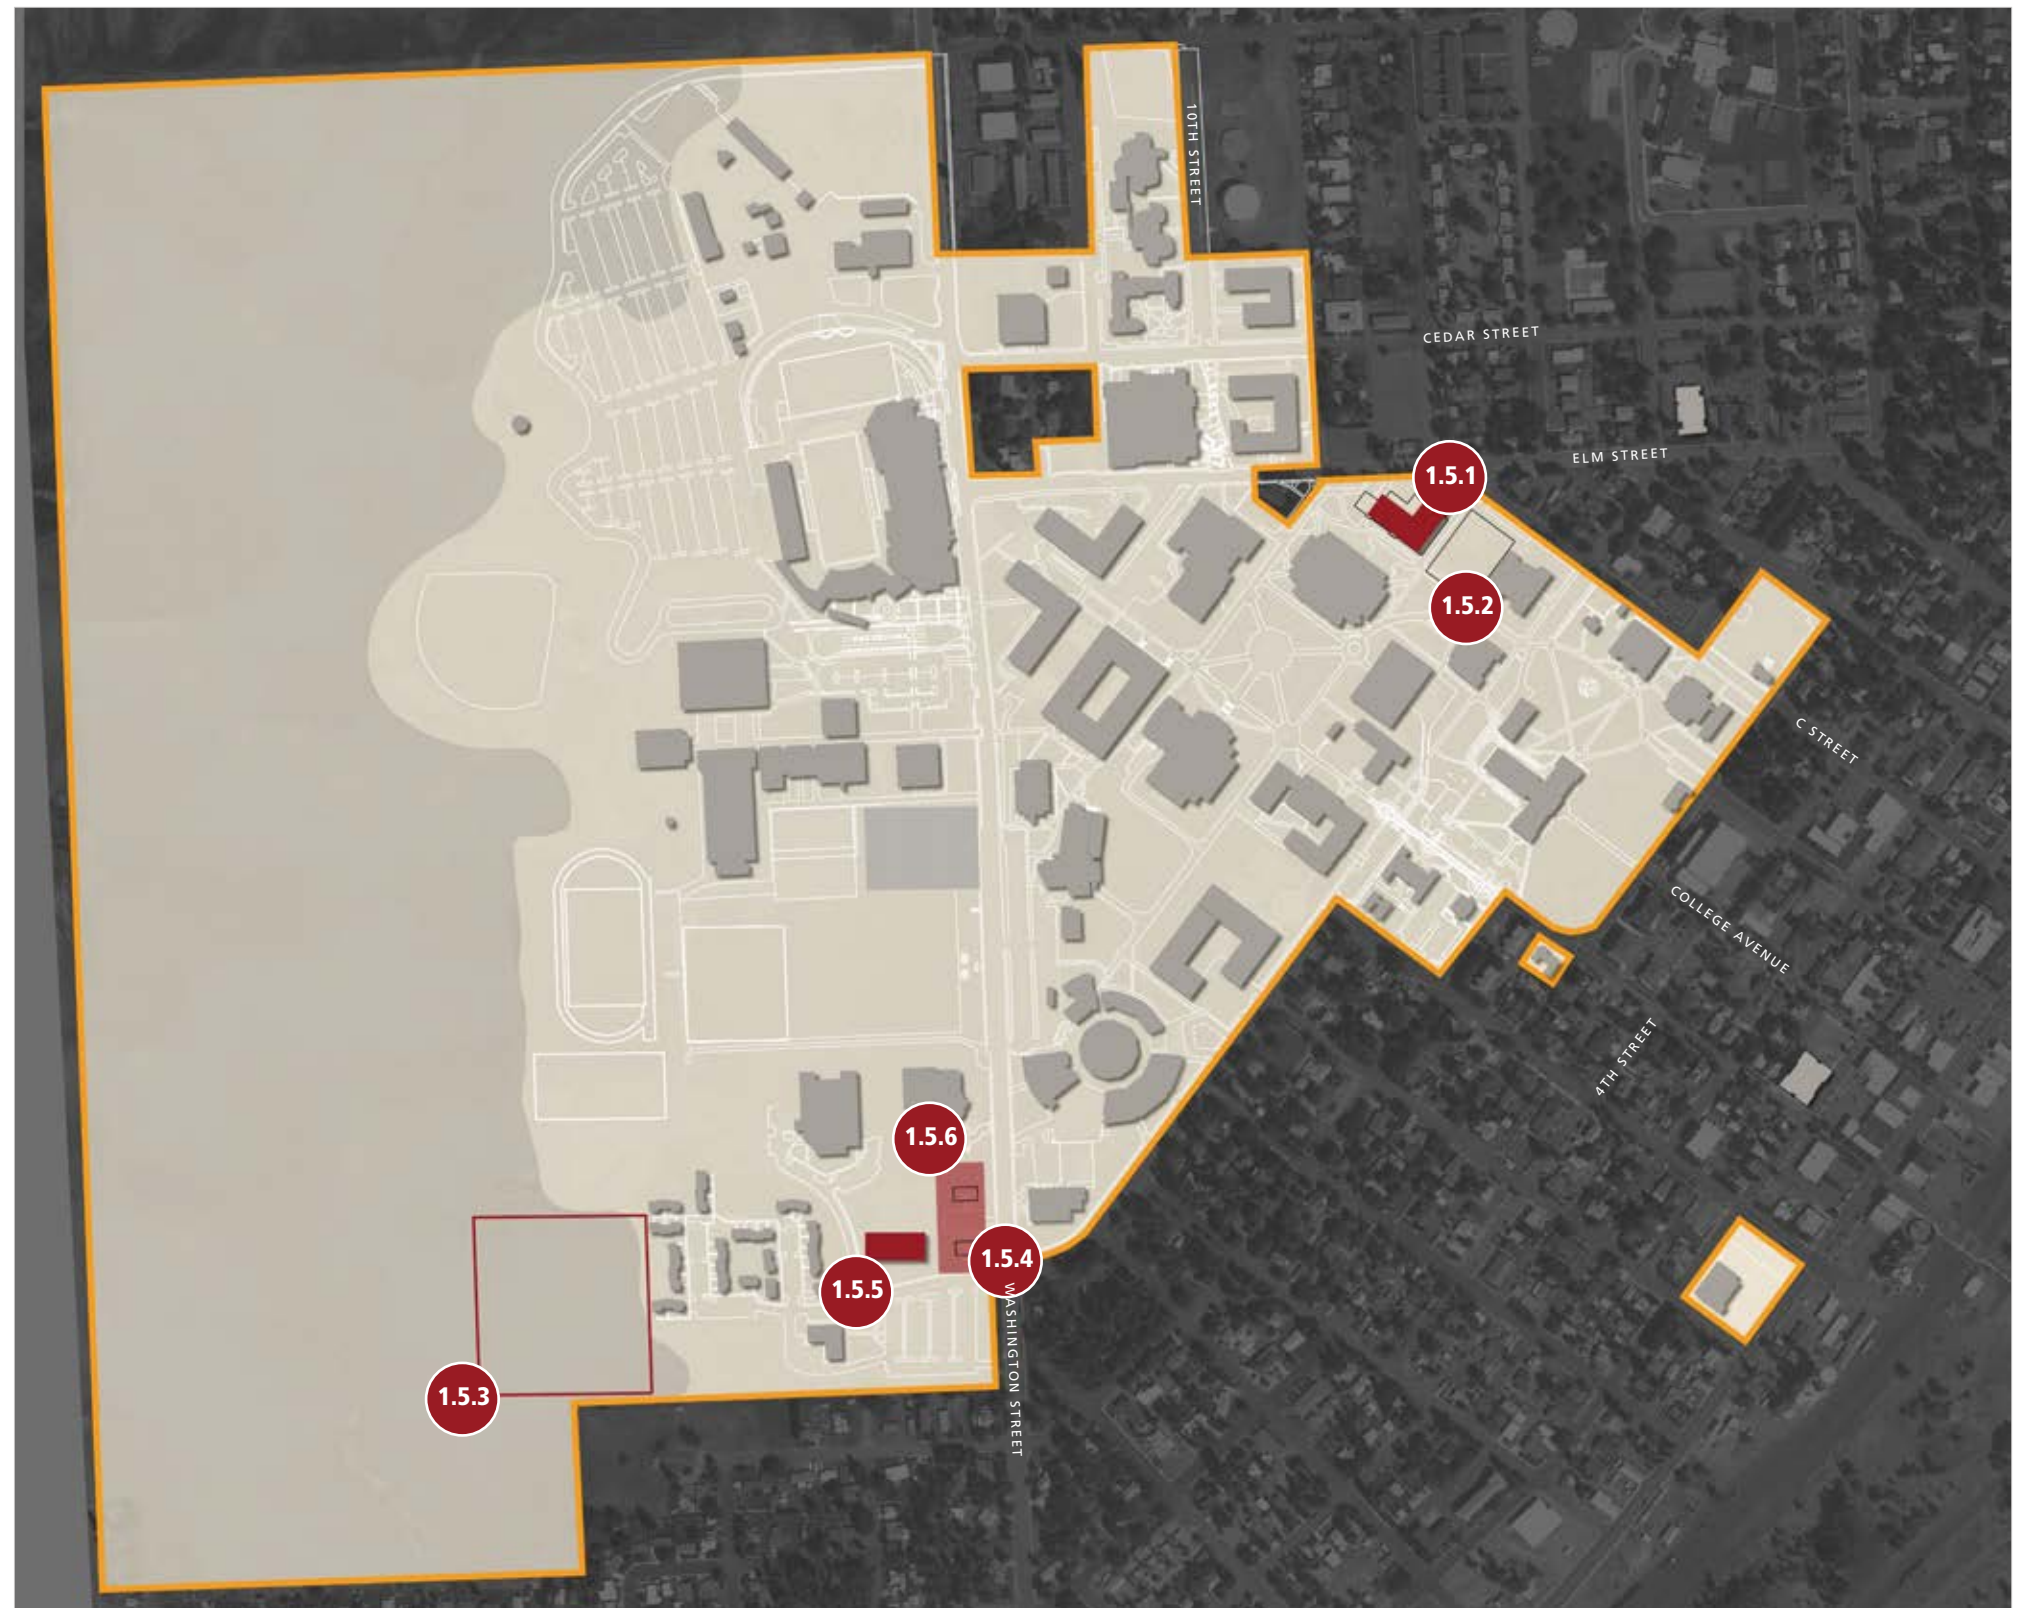 10TH STREET
CEDAR STREET
ELM STREET
1.5.1
1.5.2
C STREET
COLLEGE AVENUE
4TH STREET
1.5.6
1.5.4
1.5.5
WASHINGTON STREET
1.5.3